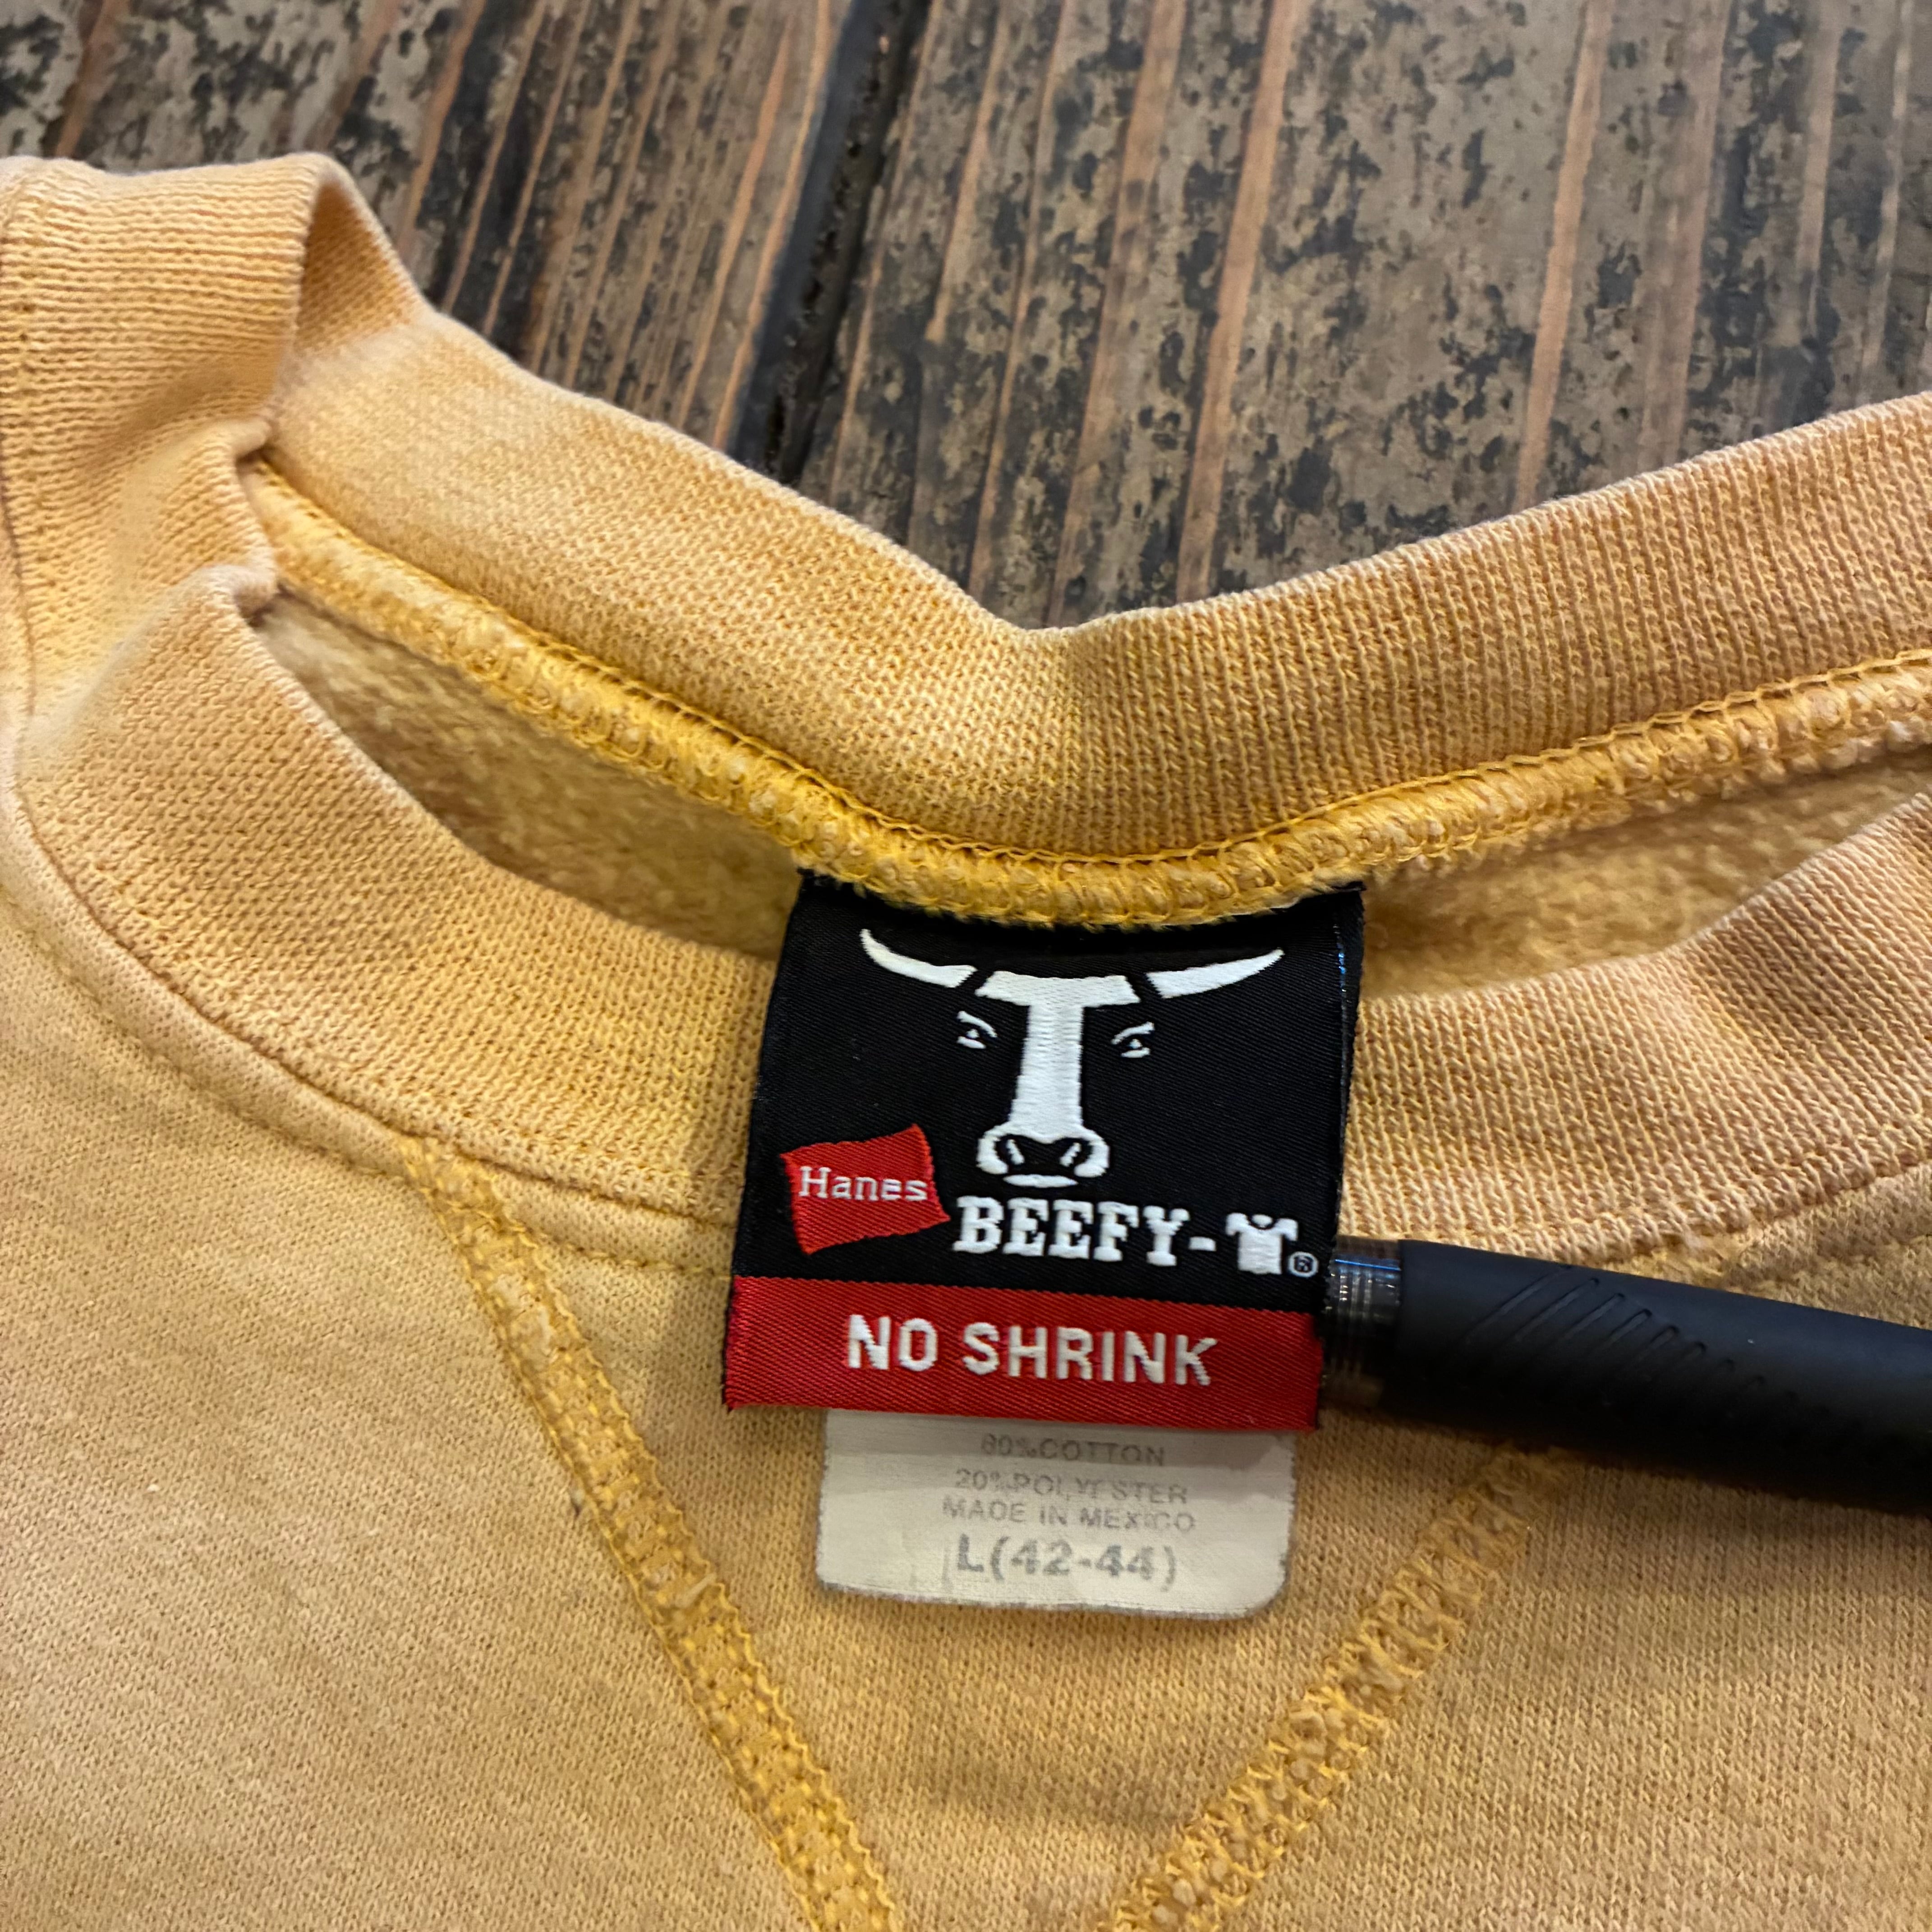 Hanes
BEEFY-T®
NO SHRINK
80%COTTON
20%POLYESTER
MADE IN MEXICO
L(42-44)